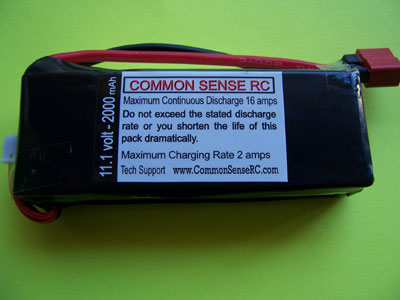 COMMON SENSE RC
Maximum Continuous Discharge 16 amps
Do not exceed the stated discharge
rate or you shorten the life of this
pack dramatically.
Maximum Charging Rate 2 amps
Tech Support www.CommonSenseRC.com
11.1 volt - 2000 mAh